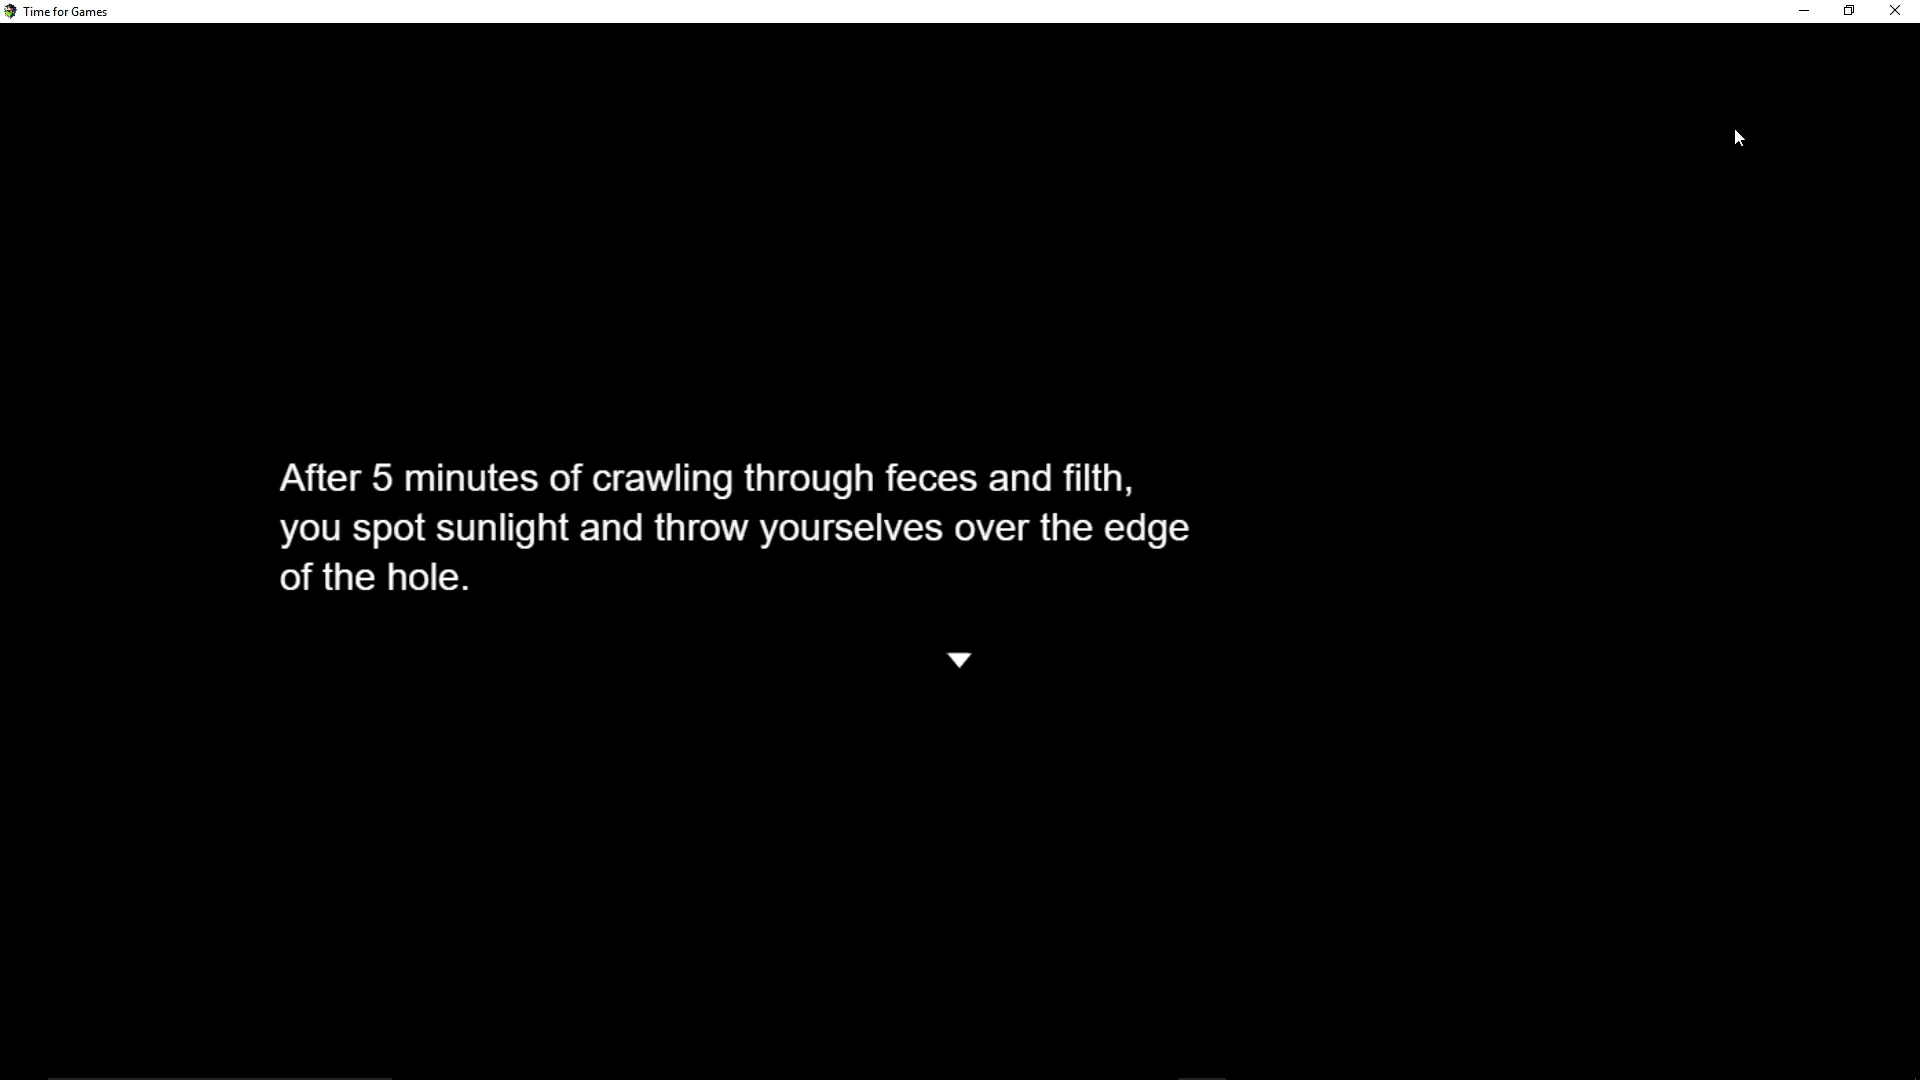 Time for Games
After 5 minutes of crawling through feces and filth,
you spot sunlight and throw yourselves over the edge
of the hole.